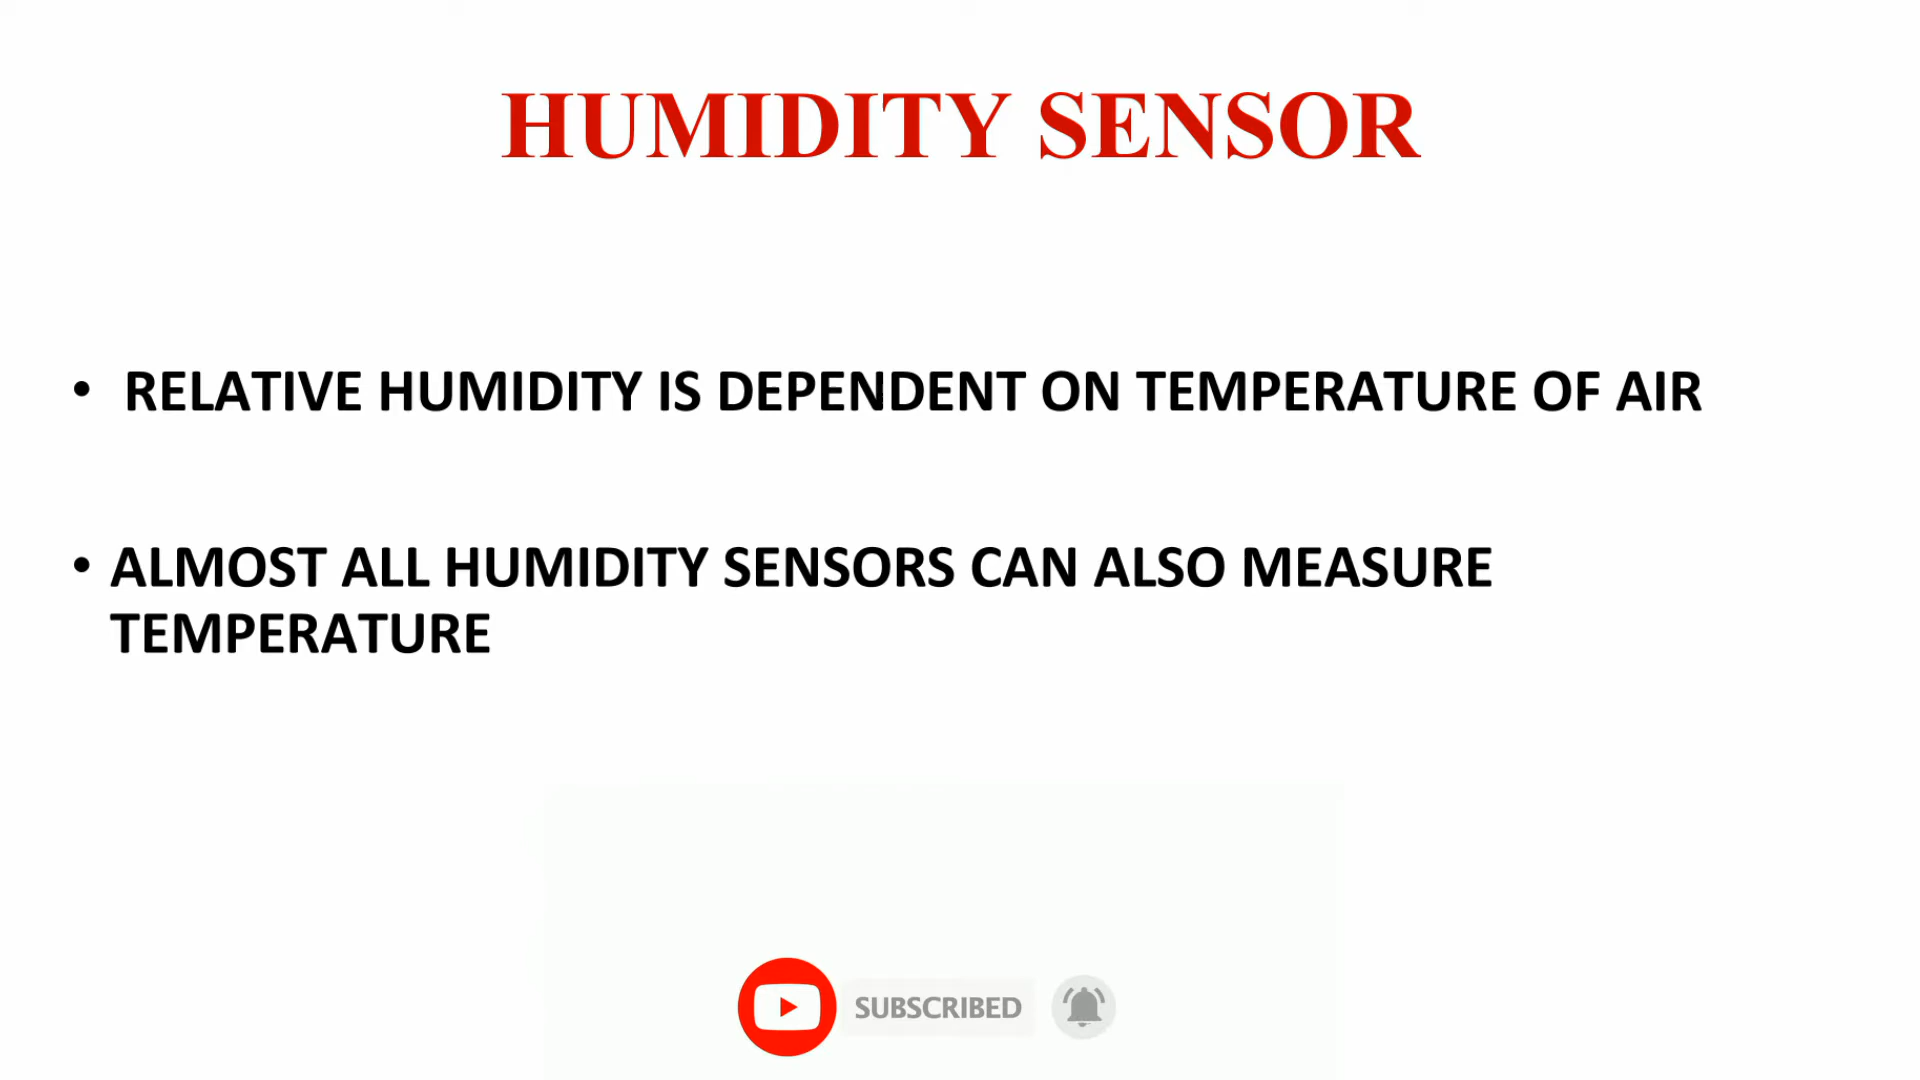 HUMIDITY SENSOR
• RELATIVE HUMIDITY IS DEPENDENT ON TEMPERATURE OF AIR
• ALMOST ALL HUMIDITY SENSORS CAN ALSO MEASURE
TEMPERATURE
SUBSCRIBED